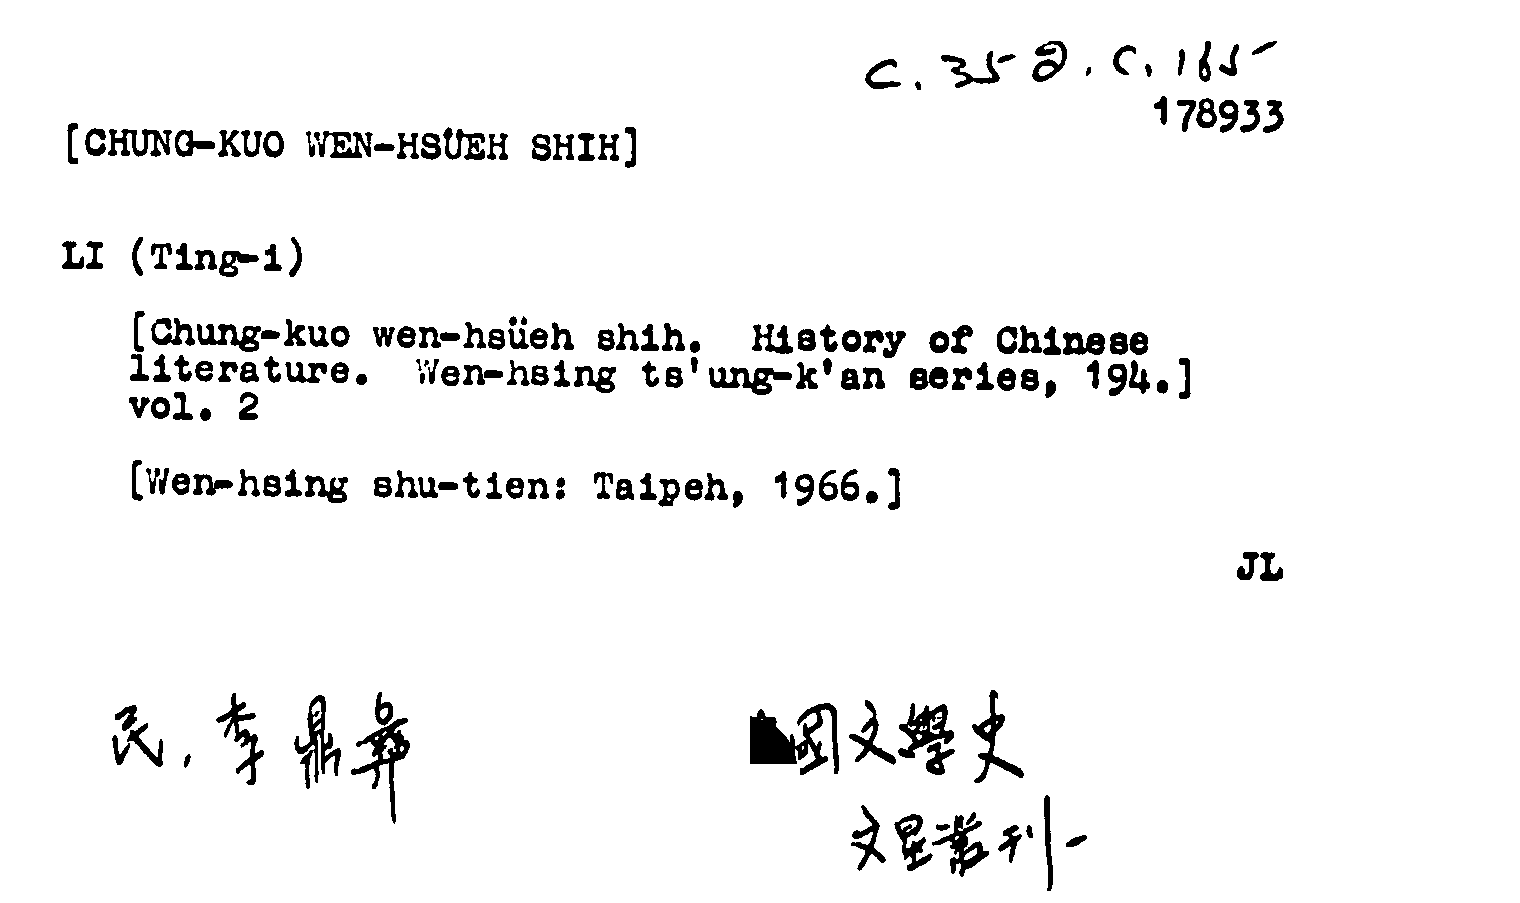 C. 35 a. C. 165
178933
[CHUNG-KUO WEN-HSÜEH SHIH]
LI (Ting-i)
[Chung-kuo wen-hsüeh shih. History of Chinese
literature. Wen-hsing ts'ung-k'an series, 194.]
vol. 2
[Wen-hsing shu-tien: Taipeh, 1966.]
JL
民. 李鼎彝
國文學史
文星叢刊-